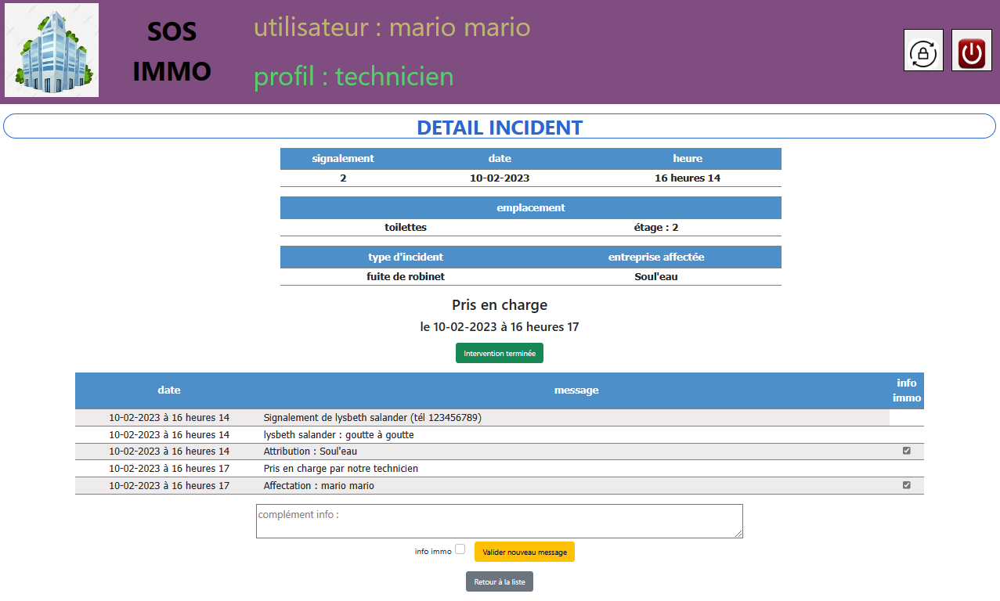 SOS
IMMO
utilisateur : mario mario
profil : technicien
DETAIL INCIDENT
signalement date heure
2 10-02-2023 16 heures 14
emplacement
toilettes étage : 2
type d'incident entreprise affectée
fuite de robinet Soul'eau
Pris en charge
le 10-02-2023 à 16 heures 17
Intervention terminée
date message info immo
10-02-2023 à 16 heures 14 Signalement de lysbeth salander (tél 123456789)
10-02-2023 à 16 heures 14 lysbeth salander : goutte à goutte
10-02-2023 à 16 heures 14 Attribution : Soul'eau
10-02-2023 à 16 heures 17 Pris en charge par notre technicien
10-02-2023 à 16 heures 17 Affectation : mario mario
complément info :
info immo Valider nouveau message
Retour à la liste